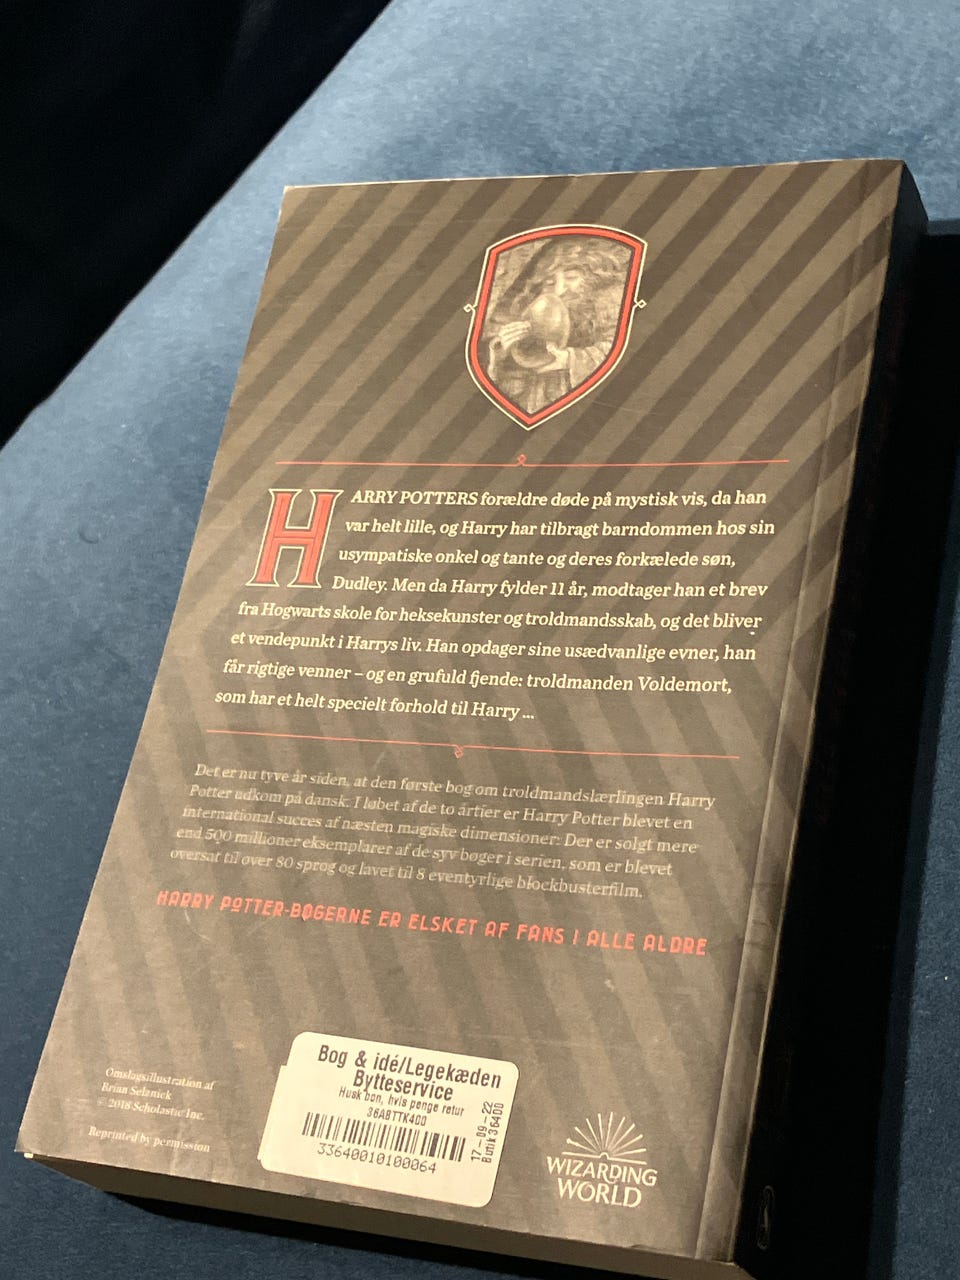 HARRY POTTERS forældre døde på mystisk vis, da han
var helt lille, og Harry har tilbragt barndommen hos sin
usympatiske onkel og tante og deres forkælede søn,
Dudley. Men da Harry fylder 11 år, modtager han et brev
fra Hogwarts skole for heksekunster og troldmandsskab, og det bliver
et vendepunkt i Harrys liv. Han opdager sine usædvanlige evner, han
får rigtige venner – og en grufuld fjende: troldmanden Voldemort,
som har et helt specielt forhold til Harry ...
Det er nu tyve år siden, at den første bog om troldmandslærlingen Harry
Potter udkom på dansk. I løbet af de to årtier er Harry Potter blevet en
international succes af næsten magiske dimensioner: Der er solgt mere
end 500 millioner eksemplarer af de syv bøger i serien, som er blevet
oversat til over 80 sprog og lavet til 8 eventyrlige blockbusterfilm.
HARRY POTTER-BØGERNE ER ELSKET AF FANS I ALLE ALDRE
Omslagsillustration af
Brian Selznick
© 2018 Scholastic Inc.
Reprinted by permission
Bog & idé/Legekæden
Bytteservice
Husk bon, hvis penge retur
36ABTTK400
33640010100064
17-09-22
Butik 36400
WIZARDING
WORLD